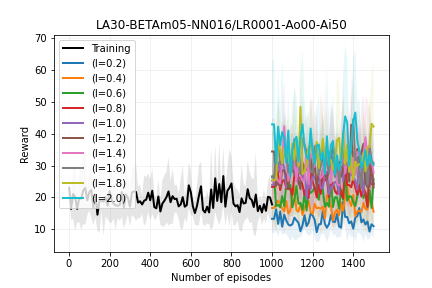 LA30-BETAm05-NN016/LR0001-Ao00-Ai50
70
60
50
40
30
20
10
Reward
Training
(I=0.2)
(I=0.4)
(I=0.6)
(I=0.8)
(I=1.0)
(I=1.2)
(I=1.4)
(I=1.6)
(I=1.8)
(I=2.0)
0 200 400 600 800 1000 1200 1400
Number of episodes